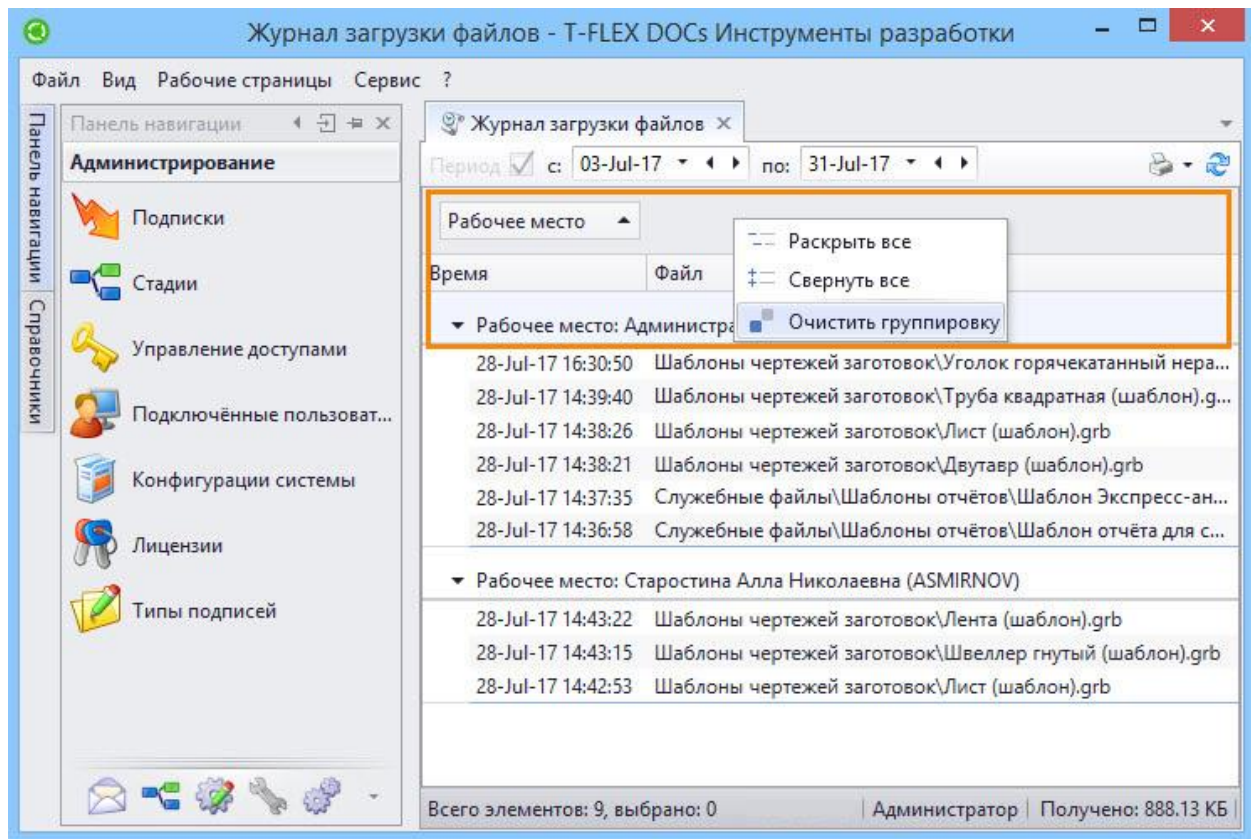 Журнал загрузки файлов - T-FLEX DOCs Инструменты разработки
Файл Вид Рабочие страницы Сервис ?
Панель навигации
Справочники
Панель навигации
Администрирование
Подписки
Стадии
Управление доступами
Подключённые пользоват...
Конфигурации системы
Лицензии
Типы подписей
Журнал загрузки файлов
Период с: 03-Jul-17 по: 31-Jul-17
Рабочее место
Раскрыть все
Свернуть все
Очистить группировку
Время Файл
Рабочее место: Администра
28-Jul-17 16:30:50 Шаблоны чертежей заготовок\Уголок горячекатанный нера...
28-Jul-17 14:39:40 Шаблоны чертежей заготовок\Труба квадратная (шаблон).g...
28-Jul-17 14:38:26 Шаблоны чертежей заготовок\Лист (шаблон).grb
28-Jul-17 14:38:21 Шаблоны чертежей заготовок\Двутавр (шаблон).grb
28-Jul-17 14:37:35 Служебные файлы\Шаблоны отчётов\Шаблон Экспресс-ан...
28-Jul-17 14:36:58 Служебные файлы\Шаблоны отчётов\Шаблон отчёта для с...
Рабочее место: Старостина Алла Николаевна (ASMIRNOV)
28-Jul-17 14:43:22 Шаблоны чертежей заготовок\Лента (шаблон).grb
28-Jul-17 14:43:15 Шаблоны чертежей заготовок\Швеллер гнутый (шаблон).grb
28-Jul-17 14:42:53 Шаблоны чертежей заготовок\Лист (шаблон).grb
Всего элементов: 9, выбрано: 0 Администратор Получено: 888.13 КБ